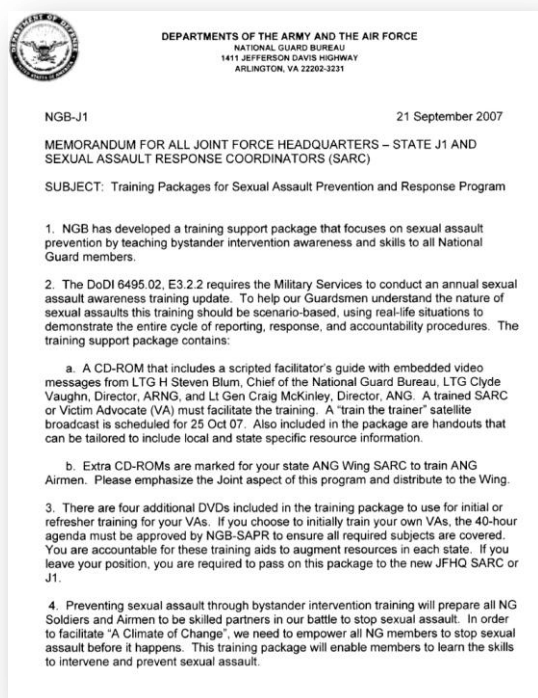 DEPARTMENTS OF THE ARMY AND THE AIR FORCE
NATIONAL GUARD BUREAU
1411 JEFFERSON DAVIS HIGHWAY
ARLINGTON, VA 22202-3231
NGB-J1 21 September 2007
MEMORANDUM FOR ALL JOINT FORCE HEADQUARTERS – STATE J1 AND
SEXUAL ASSAULT RESPONSE COORDINATORS (SARC)
SUBJECT: Training Packages for Sexual Assault Prevention and Response Program
1. NGB has developed a training support package that focuses on sexual assault
prevention by teaching bystander intervention awareness and skills to all National
Guard members.
2. The DoDI 6495.02, E3.2.2 requires the Military Services to conduct an annual sexual
assault awareness training update. To help our Guardsmen understand the nature of
sexual assaults this training should be scenario-based, using real-life situations to
demonstrate the entire cycle of reporting, response, and accountability procedures. The
training support package contains:
a. A CD-ROM that includes a scripted facilitator's guide with embedded video
messages from LTG H Steven Blum, Chief of the National Guard Bureau, LTG Clyde
Vaughn, Director, ARNG, and Lt Gen Craig McKinley, Director, ANG. A trained SARC
or Victim Advocate (VA) must facilitate the training. A "train the trainer" satellite
broadcast is scheduled for 25 Oct 07. Also included in the package are handouts that
can be tailored to include local and state specific resource information.
b. Extra CD-ROMs are marked for your state ANG Wing SARC to train ANG
Airmen. Please emphasize the Joint aspect of this program and distribute to the Wing.
3. There are four additional DVDs included in the training package to use for initial or
refresher training for your VAs. If you choose to initially train your own VAs, the 40-hour
agenda must be approved by NGB-SAPR to ensure all required subjects are covered.
You are accountable for these training aids to augment resources in each state. If you
leave your position, you are required to pass on this package to the new JFHQ SARC or
J1.
4. Preventing sexual assault through bystander intervention training will prepare all NG
Soldiers and Airmen to be skilled partners in our battle to stop sexual assault. In order
to facilitate "A Climate of Change", we need to empower all NG members to stop sexual
assault before it happens. This training package will enable members to learn the skills
to intervene and prevent sexual assault.